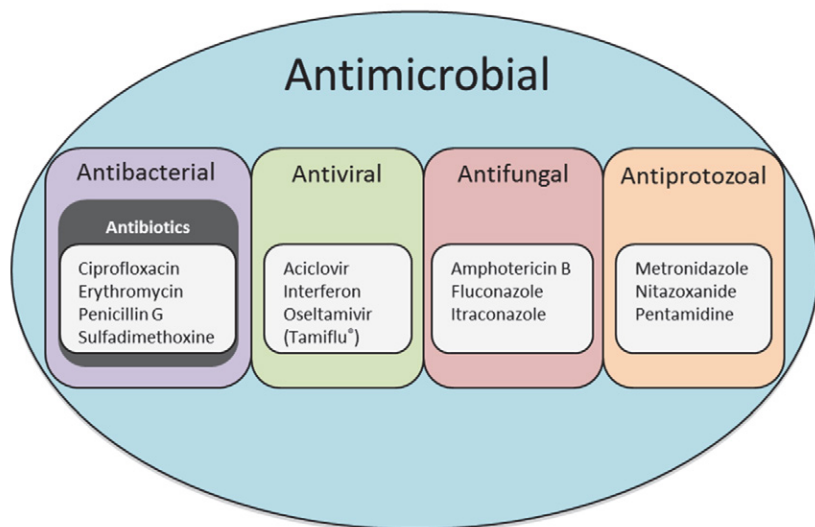 Antimicrobial
Antibacterial
Antibiotics
Ciprofloxacin
Erythromycin
Penicillin G
Sulfadimethoxine
Antiviral
Aciclovir
Interferon
Oseltamivir
(Tamiflu®)
Antifungal
Amphotericin B
Fluconazole
Itraconazole
Antiprotozoal
Metronidazole
Nitazoxanide
Pentamidine